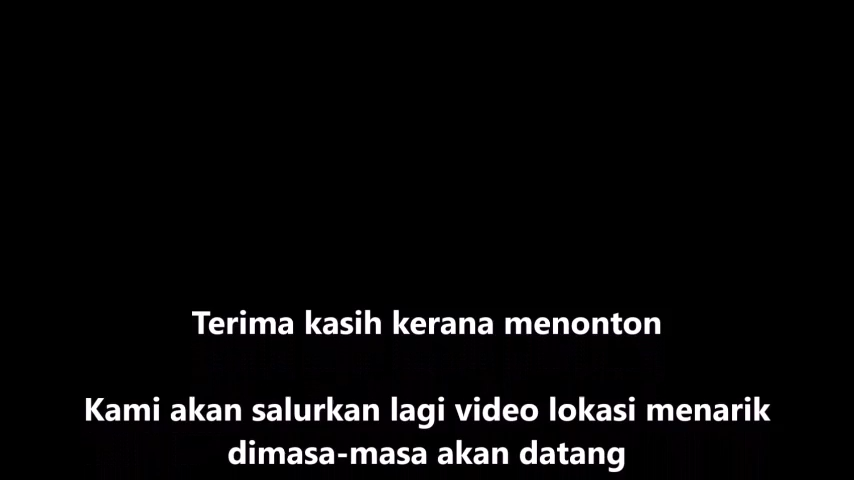 Terima kasih kerana menonton
Kami akan salurkan lagi video lokasi menarik
dimasa-masa akan datang